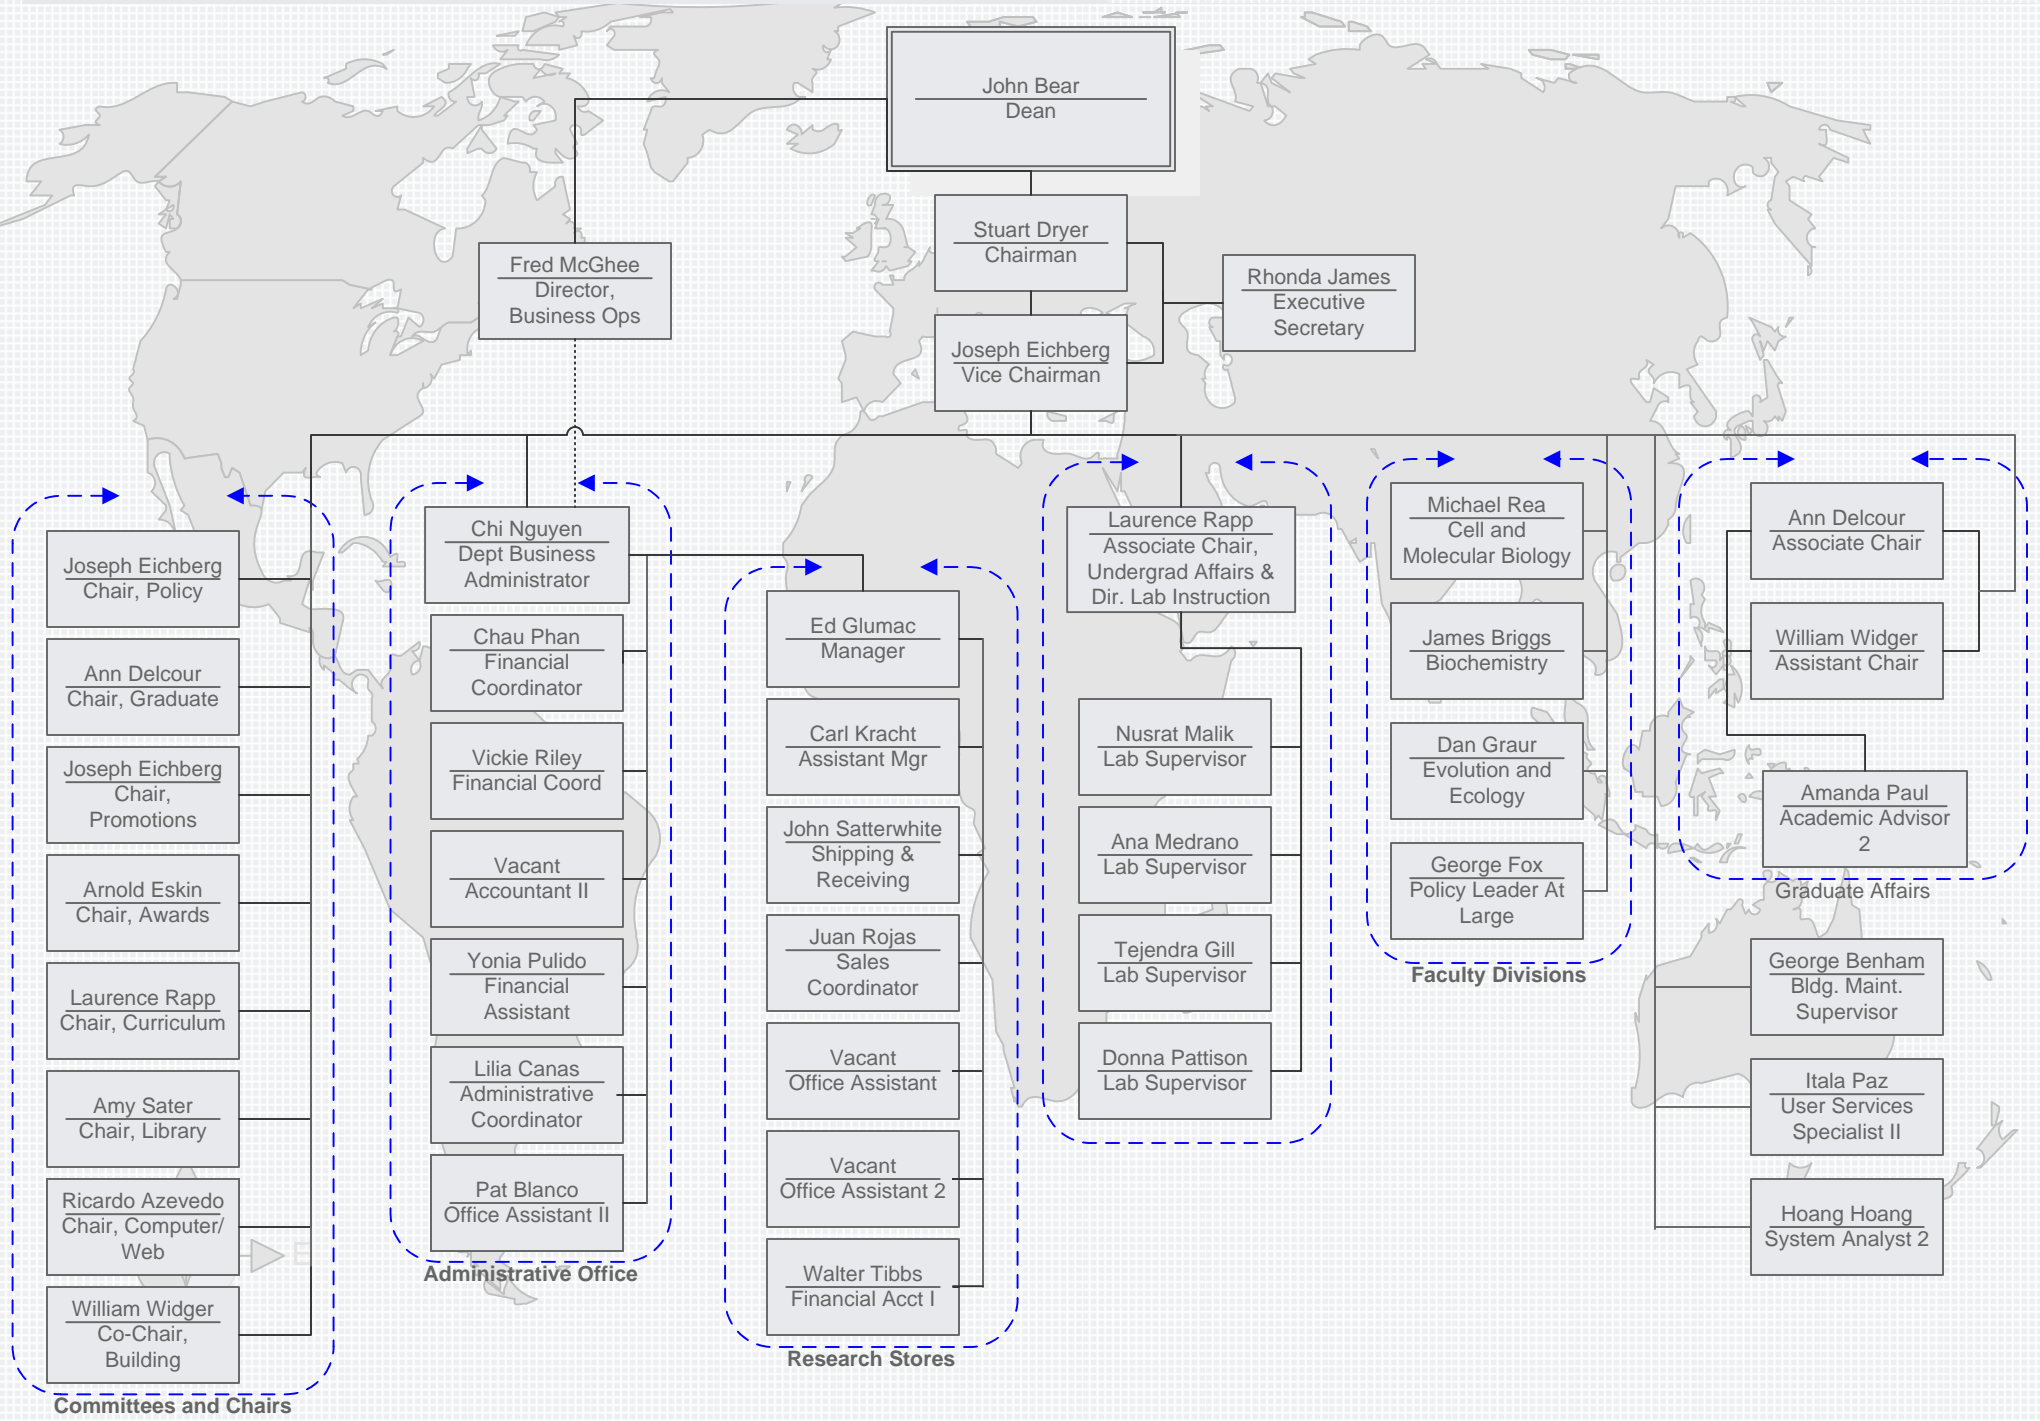 John Bear
Dean
Stuart Dryer
Chairman
Fred McGhee
Director,
Business Ops
Rhonda James
Executive
Secretary
Joseph Eichberg
Vice Chairman
Joseph Eichberg
Chair, Policy
Ann Delcour
Chair, Graduate
Joseph Eichberg
Chair,
Promotions
Arnold Eskin
Chair, Awards
Laurence Rapp
Chair, Curriculum
Amy Sater
Chair, Library
Ricardo Azevedo
Chair, Computer/
Web
E
William Widger
Co-Chair,
Building
Committees and Chairs
Chi Nguyen
Dept Business
Administrator
Chau Phan
Financial
Coordinator
Vickie Riley
Financial Coord
Vacant
Accountant II
Yonia Pulido
Financial
Assistant
Lilia Canas
Administrative
Coordinator
Pat Blanco
Office Assistant II
Administrative Office
Ed Glumac
Manager
Carl Kracht
Assistant Mgr
John Satterwhite
Shipping &
Receiving
Juan Rojas
Sales
Coordinator
Vacant
Office Assistant
Vacant
Office Assistant 2
Walter Tibbs
Financial Acct I
Research Stores
Laurence Rapp
Associate Chair,
Undergrad Affairs &
Dir. Lab Instruction
Nusrat Malik
Lab Supervisor
Ana Medrano
Lab Supervisor
Tejendra Gill
Lab Supervisor
Donna Pattison
Lab Supervisor
Michael Rea
Cell and
Molecular Biology
James Briggs
Biochemistry
Dan Graur
Evolution and
Ecology
George Fox
Policy Leader At
Large
Faculty Divisions
Ann Delcour
Associate Chair
William Widger
Assistant Chair
Amanda Paul
Academic Advisor
2
Graduate Affairs
George Benham
Bldg. Maint.
Supervisor
Itala Paz
User Services
Specialist II
Hoang Hoang
System Analyst 2